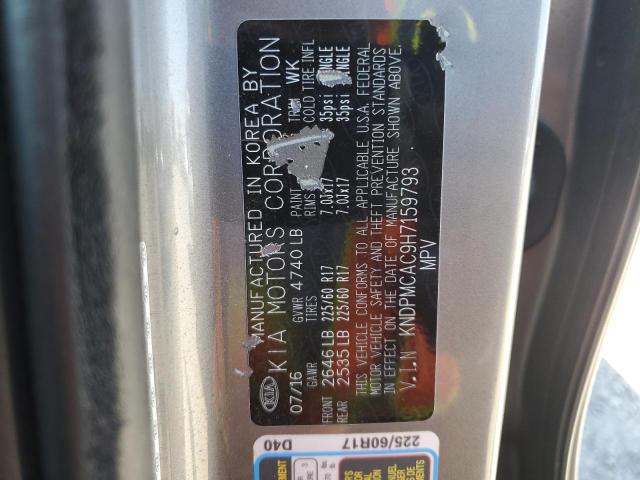 KIA
MANUFACTURED IN KOREA BY
KIA MOTORS CORPORATION
07/16 GVWR 4740LB PAINT TRIM WK
GAWR TIRES RIMS COLD TIRE INFL
FRONT 2646LB 225/60 R17 7.0Jx17 35psi
REAR 2535LB 225/60 R17 7.0Jx17 35psi
THIS VEHICLE CONFORMS TO ALL APPLICABLE U.S.A. FEDERAL
MOTOR VEHICLE SAFETY AND THEFT PREVENTION STANDARDS
IN EFFECT ON THE DATE OF MANUFACTURE SHOWN ABOVE.
V.I.N KNDPMCAC9H7159793
MPV
D40
225/60R17